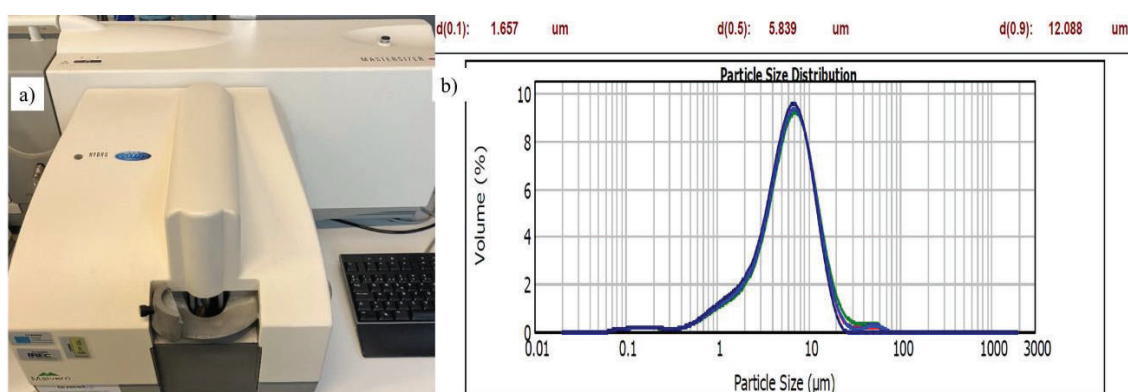 d(0.1): 1.657 um d(0.5): 5.839 um d(0.9): 12.088 um
a)
MASTERSIZER
HYDRO
IREC
Malvern
b)
Particle Size Distribution
Volume (%)
10
8
6
4
2
0
0.01 0.1 1 10 100 1000 3000
Particle Size (µm)